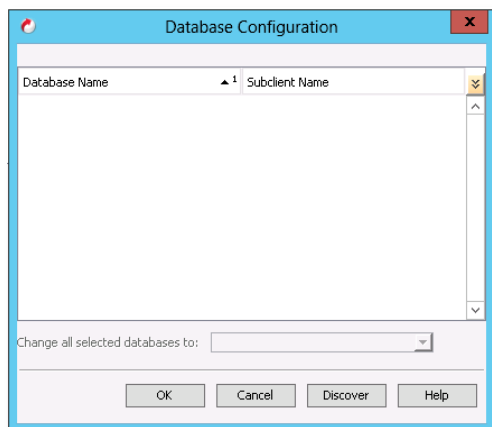 Database Configuration
x
Database Name 1 Subclient Name
Change all selected databases to:
OK Cancel Discover Help